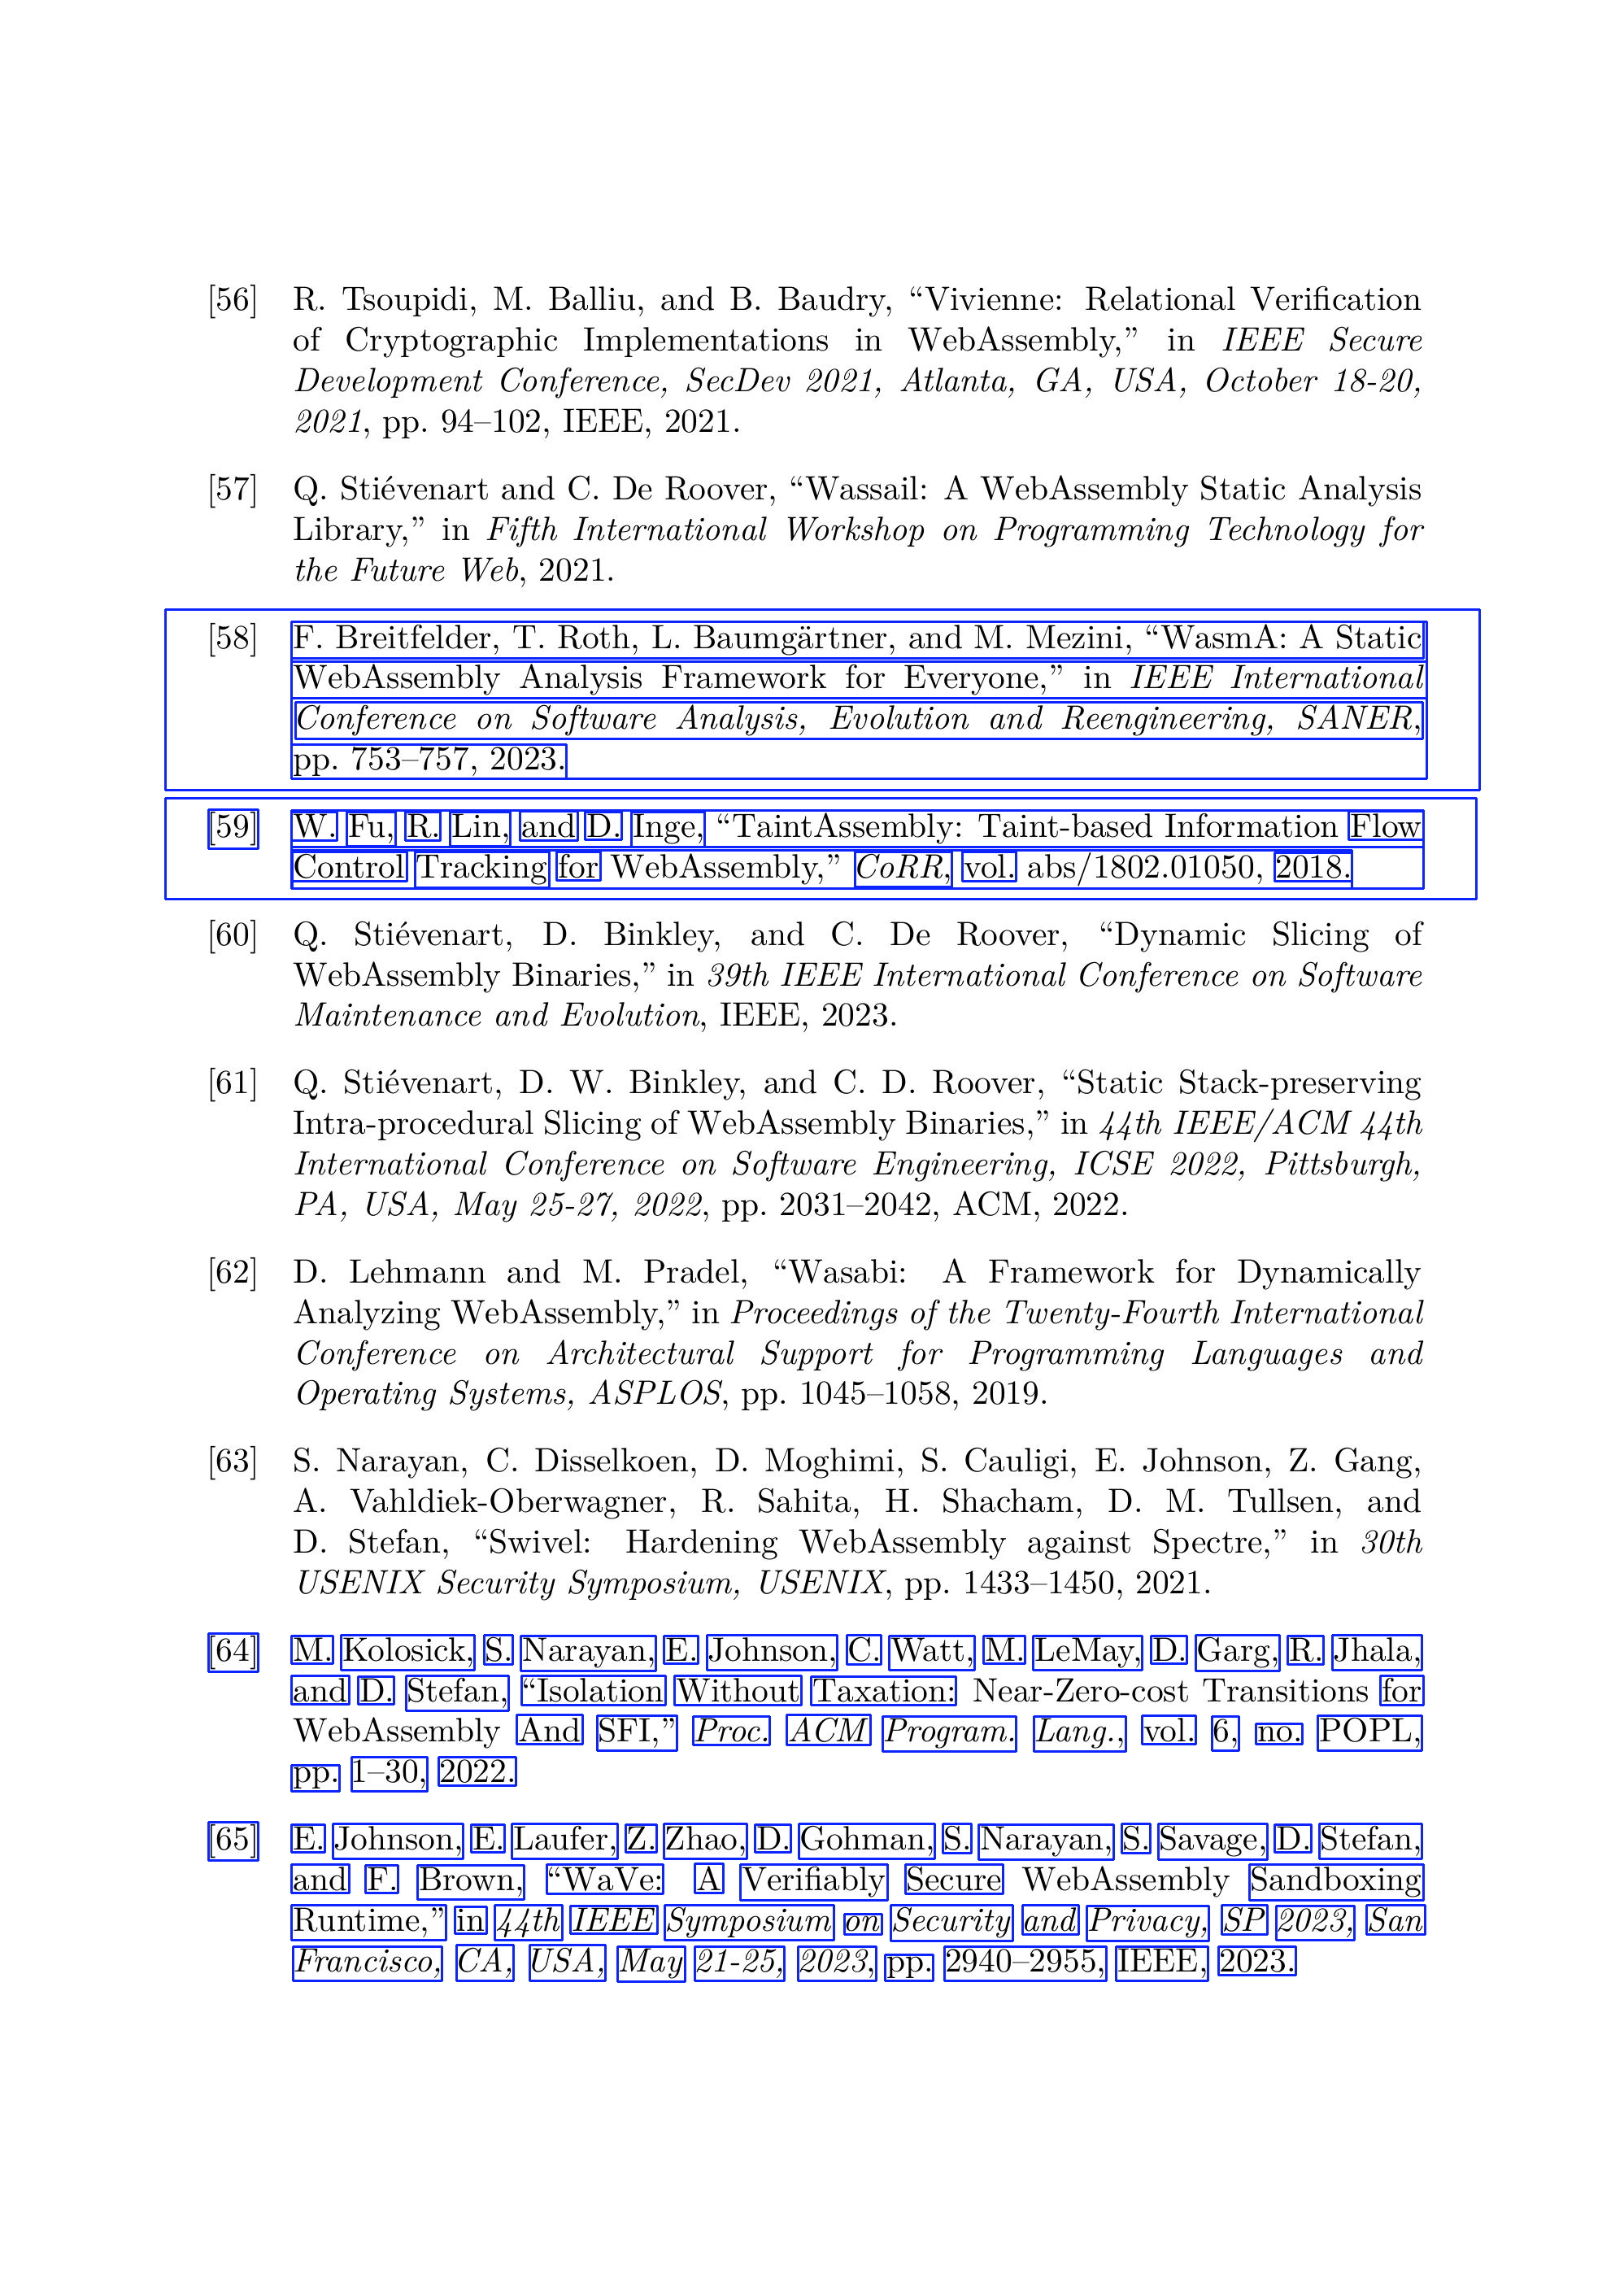 [56] R. Tsoupidi, M. Balliu, and B. Baudry, “Vivienne: Relational Verification
of Cryptographic Implementations in WebAssembly,” in IEEE Secure
Development Conference, SecDev 2021, Atlanta, GA, USA, October 18-20,
2021, pp. 94–102, IEEE, 2021.
[57] Q. Stiévenart and C. De Roover, “Wassail: A WebAssembly Static Analysis
Library,” in Fifth International Workshop on Programming Technology for
the Future Web, 2021.
[58] F. Breitfelder, T. Roth, L. Baumgärtner, and M. Mezini, “WasmA: A Static
WebAssembly Analysis Framework for Everyone,” in IEEE International
Conference on Software Analysis, Evolution and Reengineering, SANER,
pp. 753–757, 2023.
[59] W. Fu, R. Lin, and D. Inge, “TaintAssembly: Taint-based Information Flow
Control Tracking for WebAssembly,” CoRR, vol. abs/1802.01050, 2018.
[60] Q. Stiévenart, D. Binkley, and C. De Roover, “Dynamic Slicing of
WebAssembly Binaries,” in 39th IEEE International Conference on Software
Maintenance and Evolution, IEEE, 2023.
[61] Q. Stiévenart, D. W. Binkley, and C. D. Roover, “Static Stack-preserving
Intra-procedural Slicing of WebAssembly Binaries,” in 44th IEEE/ACM 44th
International Conference on Software Engineering, ICSE 2022, Pittsburgh,
PA, USA, May 25-27, 2022, pp. 2031–2042, ACM, 2022.
[62] D. Lehmann and M. Pradel, “Wasabi: A Framework for Dynamically
Analyzing WebAssembly,” in Proceedings of the Twenty-Fourth International
Conference on Architectural Support for Programming Languages and
Operating Systems, ASPLOS, pp. 1045–1058, 2019.
[63] S. Narayan, C. Disselkoen, D. Moghimi, S. Cauligi, E. Johnson, Z. Gang,
A. Vahldiek-Oberwagner, R. Sahita, H. Shacham, D. M. Tullsen, and
D. Stefan, “Swivel: Hardening WebAssembly against Spectre,” in 30th
USENIX Security Symposium, USENIX, pp. 1433–1450, 2021.
[64] M. Kolosick, S. Narayan, E. Johnson, C. Watt, M. LeMay, D. Garg, R. Jhala,
and D. Stefan, “Isolation Without Taxation: Near-Zero-cost Transitions for
WebAssembly And SFI,” Proc. ACM Program. Lang., vol. 6, no. POPL,
pp. 1–30, 2022.
[65] E. Johnson, E. Laufer, Z. Zhao, D. Gohman, S. Narayan, S. Savage, D. Stefan,
and F. Brown, “WaVe: A Verifiably Secure WebAssembly Sandboxing
Runtime,” in 44th IEEE Symposium on Security and Privacy, SP 2023, San
Francisco, CA, USA, May 21-25, 2023, pp. 2940–2955, IEEE, 2023.